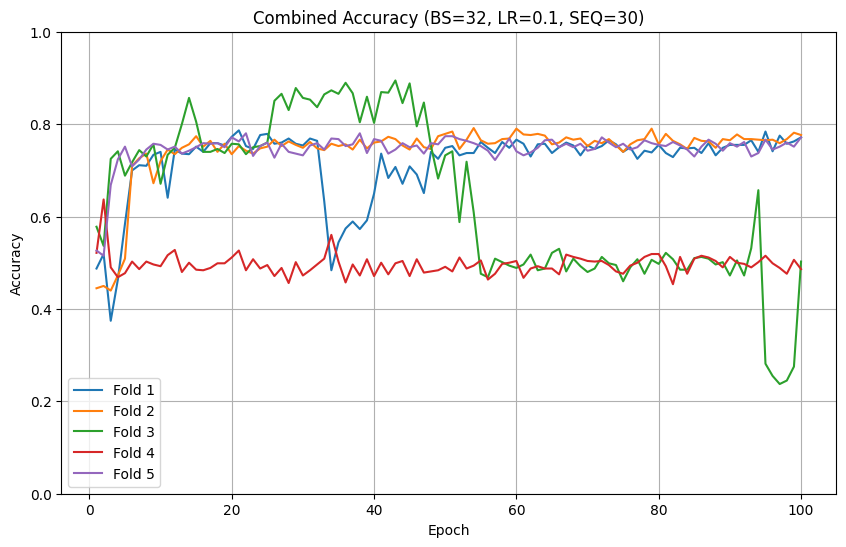 Combined Accuracy (BS=32, LR=0.1, SEQ=30)
1.0
0.8
0.6
0.4
0.2
0.0
Accuracy
Fold 1
Fold 2
Fold 3
Fold 4
Fold 5
0 20 40 60 80 100
Epoch